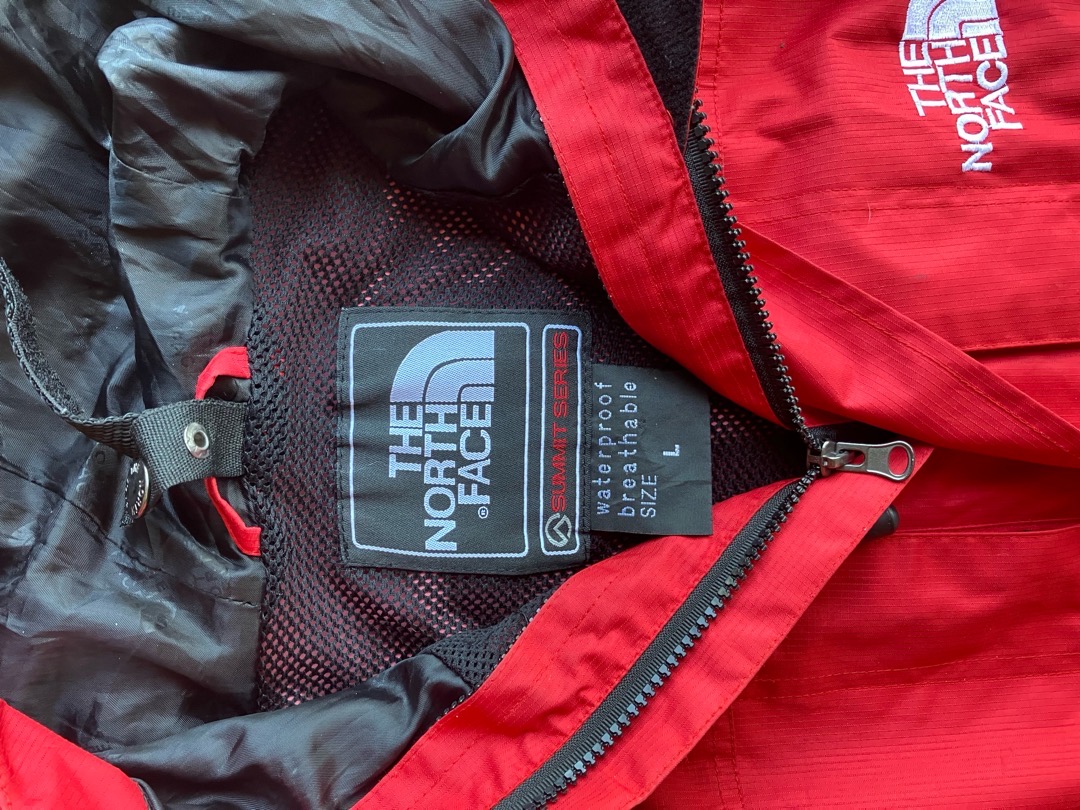 THE
NORTH
FACE
®
SUMMIT SERIES
waterproof
breathable
SIZE L
THE
NORTH
FACE